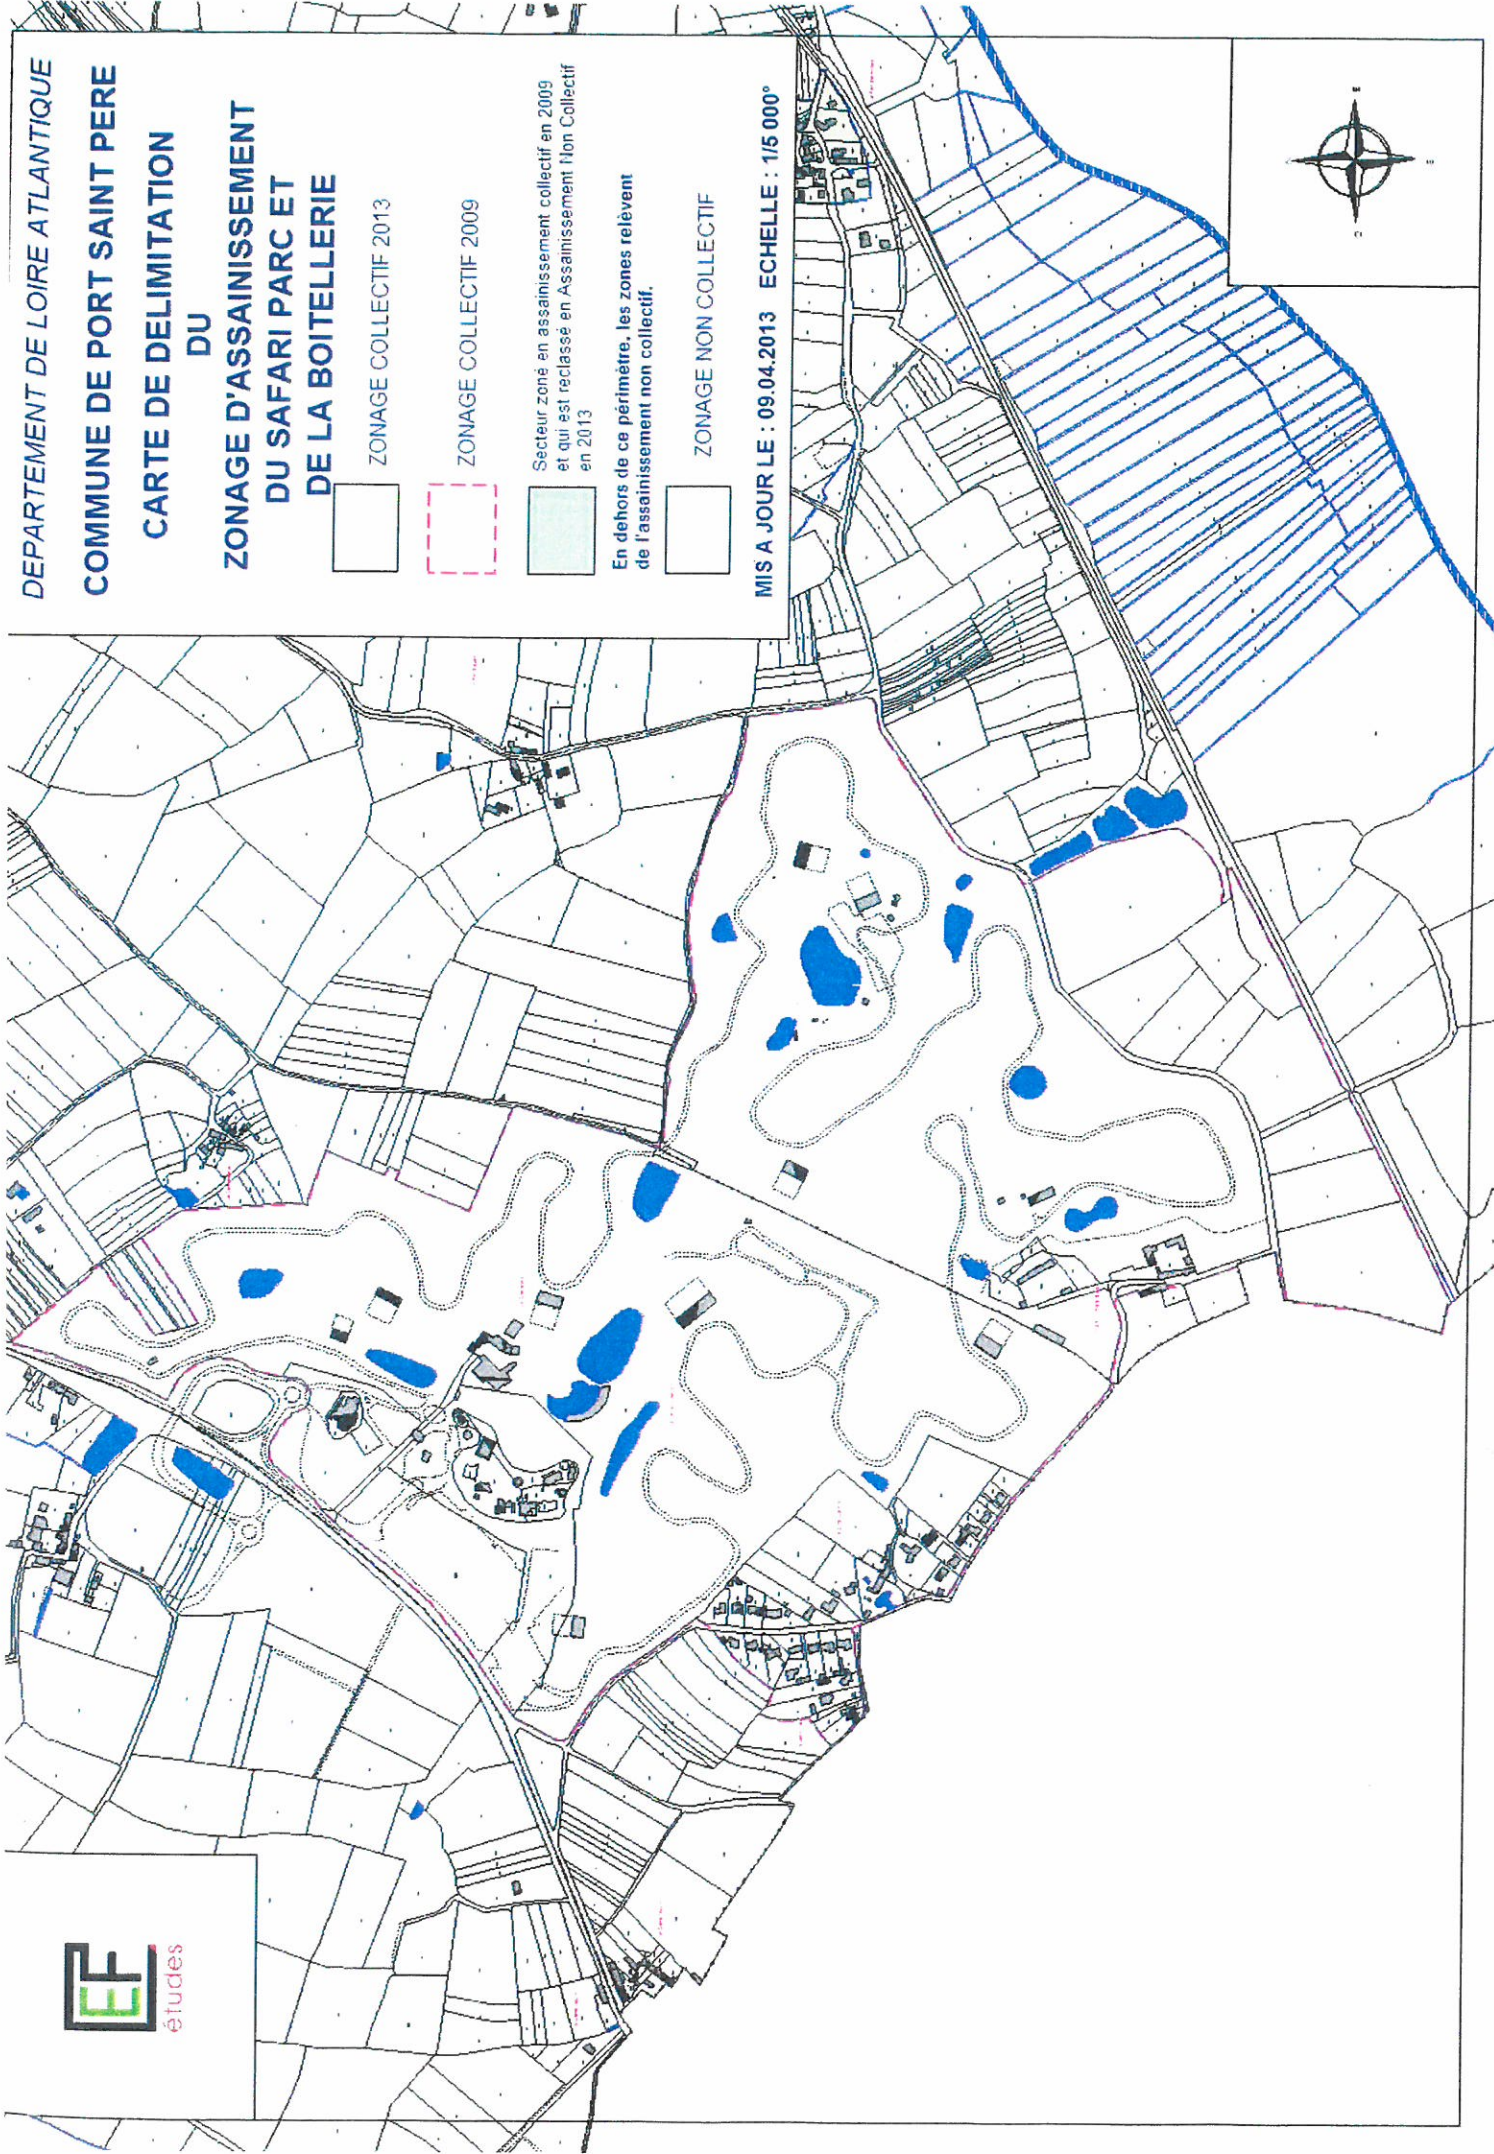 DEPARTEMENT DE LOIRE ATLANTIQUE
COMMUNE DE PORT SAINT PERE
CARTE DE DELIMITATION
DU
ZONAGE D'ASSAINISSEMENT
DU SAFARI PARC ET
DE LA BOITELLERIE
ZONAGE COLLECTIF 2013
ZONAGE COLLECTIF 2009
Secteur zoné en assainissement collectif en 2009
et qui est reclassé en Assainissement Non Collectif
en 2013
En dehors de ce périmètre, les zones relèvent
de l'assainissement non collectif.
ZONAGE NON COLLECTIF
MIS A JOUR LE : 09.04.2013 ECHELLE : 1/5 000°
EF
études